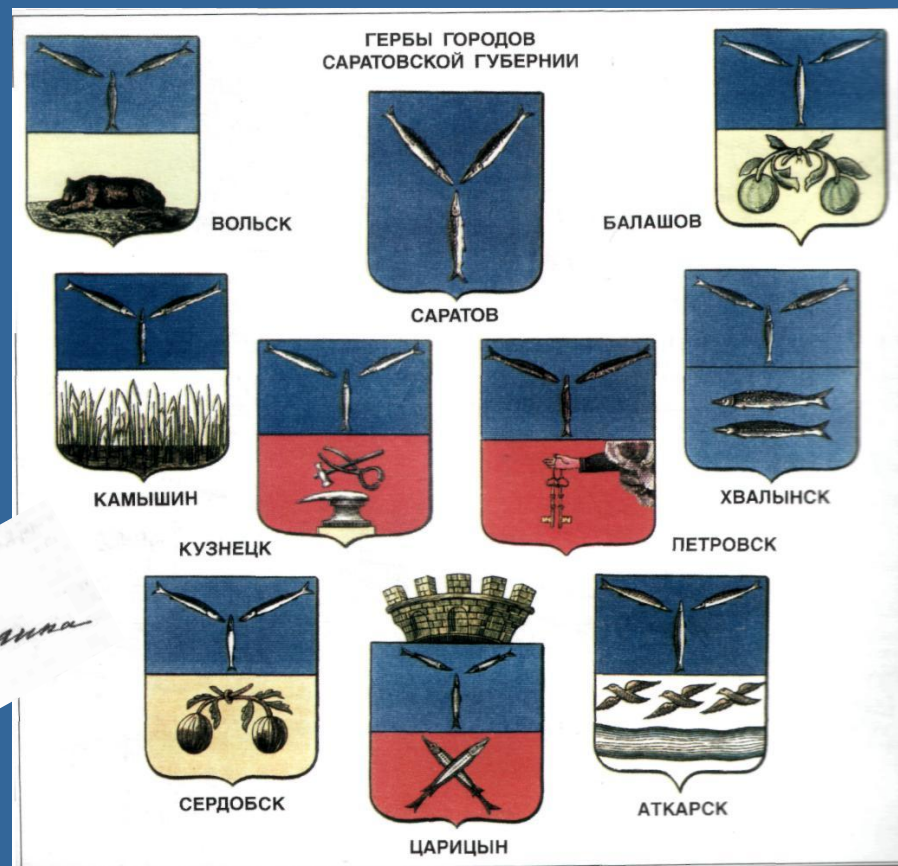 ГЕРБЫ ГОРОДОВ
САРАТОВСКОЙ ГУБЕРНИИ
ВОЛЬСК
БАЛАШОВ
САРАТОВ
КАМЫШИН
ХВАЛЫНСК
КУЗНЕЦК
ПЕТРОВСК
СЕРДОБСК
АТКАРСК
ЦАРИЦЫН